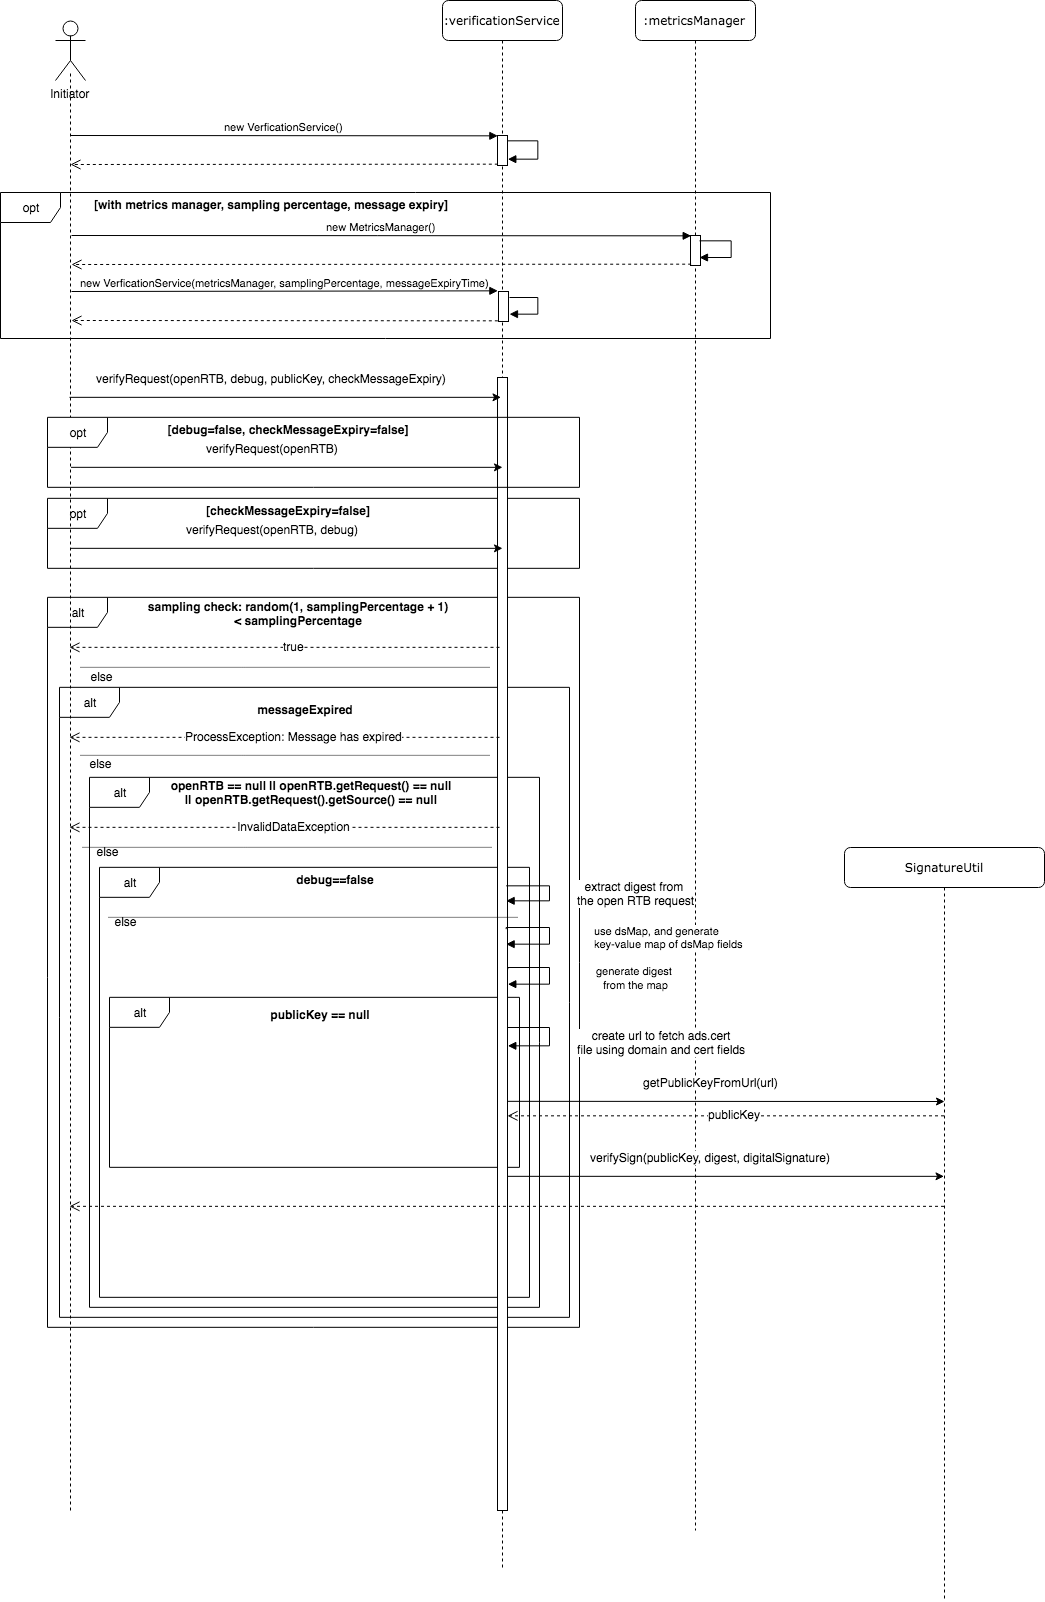 :verificationService
:metricsManager
Initiator
new VerficationService()
opt
[with metrics manager, sampling percentage, message expiry]
new MetricsManager()
new VerficationService(metricsManager, samplingPercentage, messageExpiryTime)
verifyRequest(openRTB, debug, publicKey, checkMessageExpiry)
opt
[debug=false, checkMessageExpiry=false]
verifyRequest(openRTB)
opt
[checkMessageExpiry=false]
verifyRequest(openRTB, debug)
alt
sampling check: random(1, samplingPercentage + 1)
< samplingPercentage
true
else
alt
messageExpired
ProcessException: Message has expired
else
alt
openRTB == null || openRTB.getRequest() == null
|| openRTB.getRequest().getSource() == null
InvalidDataException
else
SignatureUtil
alt
debug==false
extract digest from
the open RTB request
else
use dsMap, and generate
key-value map of dsMap fields
generate digest
from the map
alt
publicKey == null
create url to fetch ads.cert
file using domain and cert fields
getPublicKeyFromUrl(url)
publicKey
verifySign(publicKey, digest, digitalSignature)